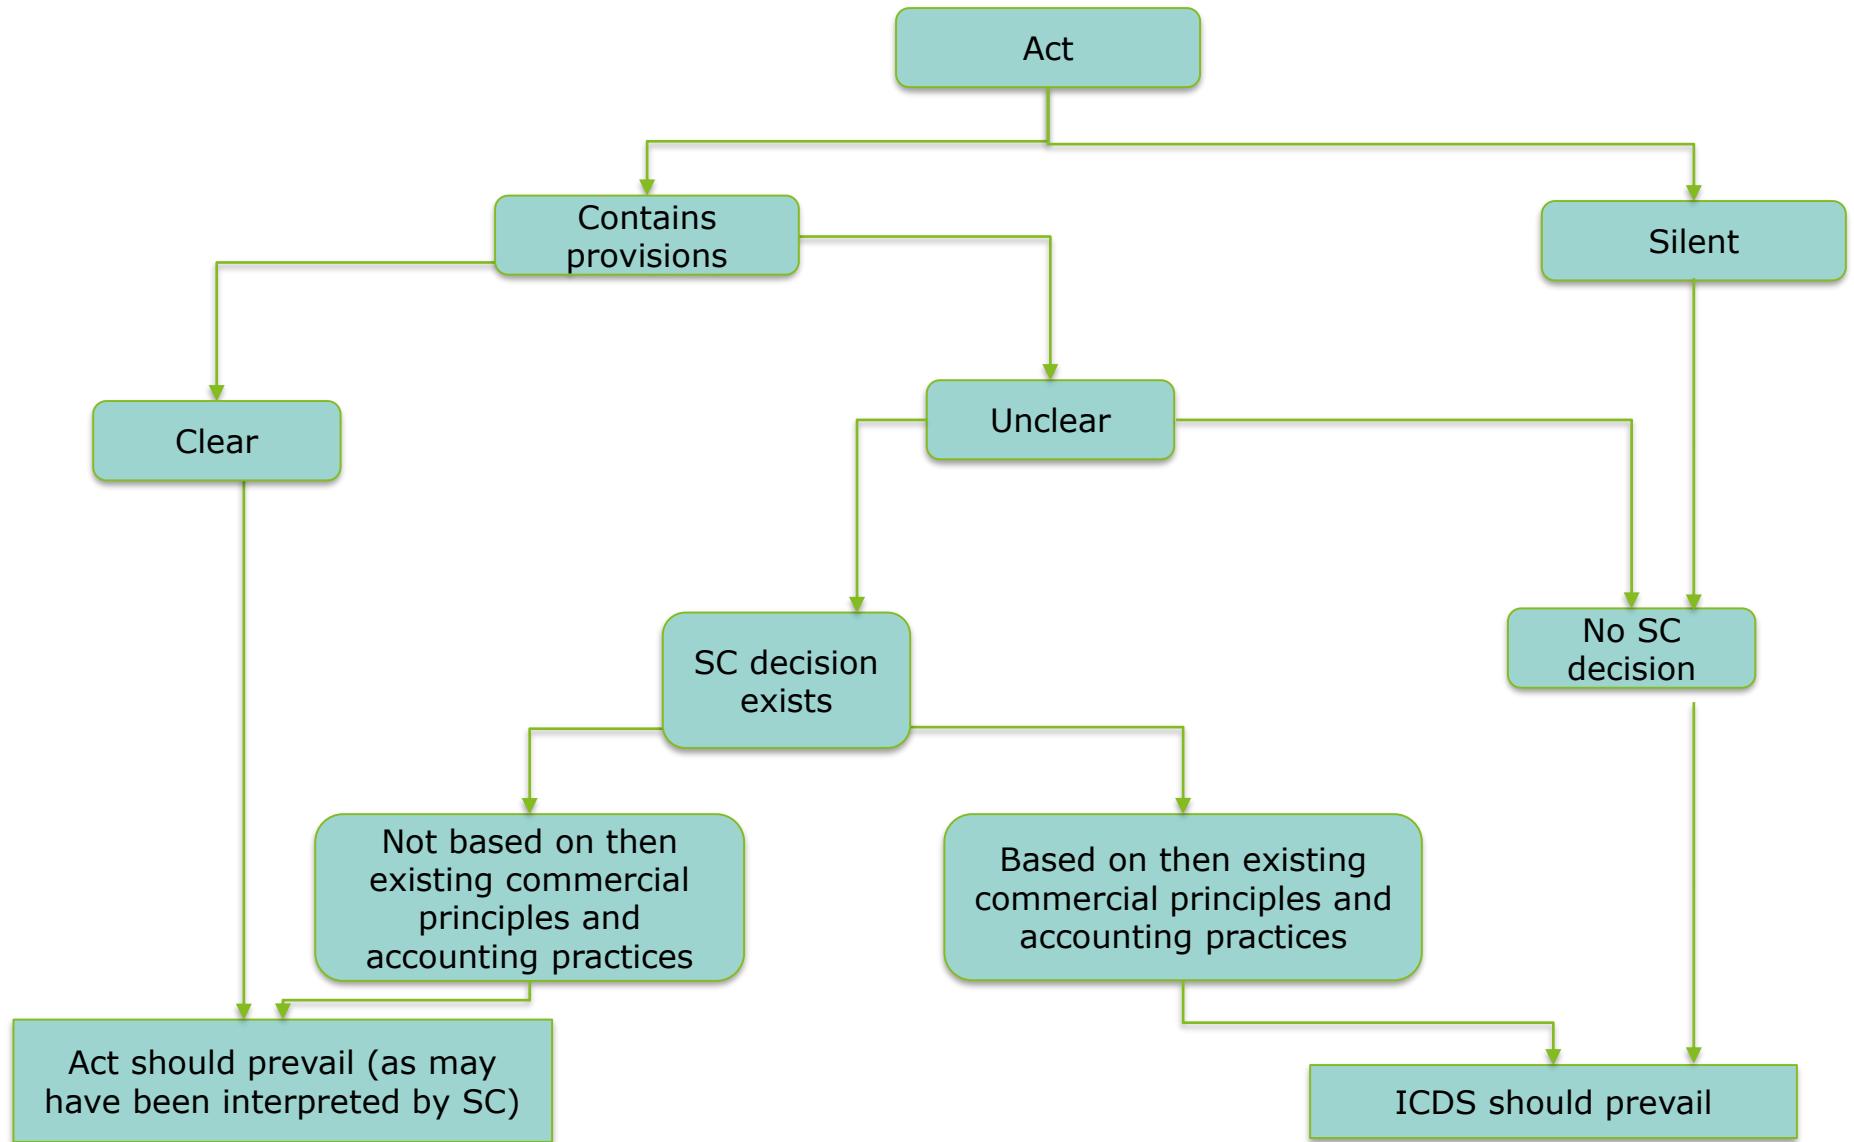 Act
Contains
provisions
Silent
Clear
Unclear
SC decision
exists
No SC
decision
Not based on then
existing commercial
principles and
accounting practices
Based on then existing
commercial principles and
accounting practices
Act should prevail (as may
have been interpreted by SC)
ICDS should prevail